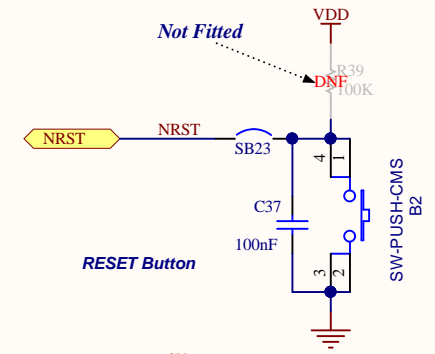 VDD
Not Fitted
R39
DNF
100K
NRST
NRST
SB23
4
1
C37
100nF
SW-PUSH-CMS
B2
RESET Button
3
2